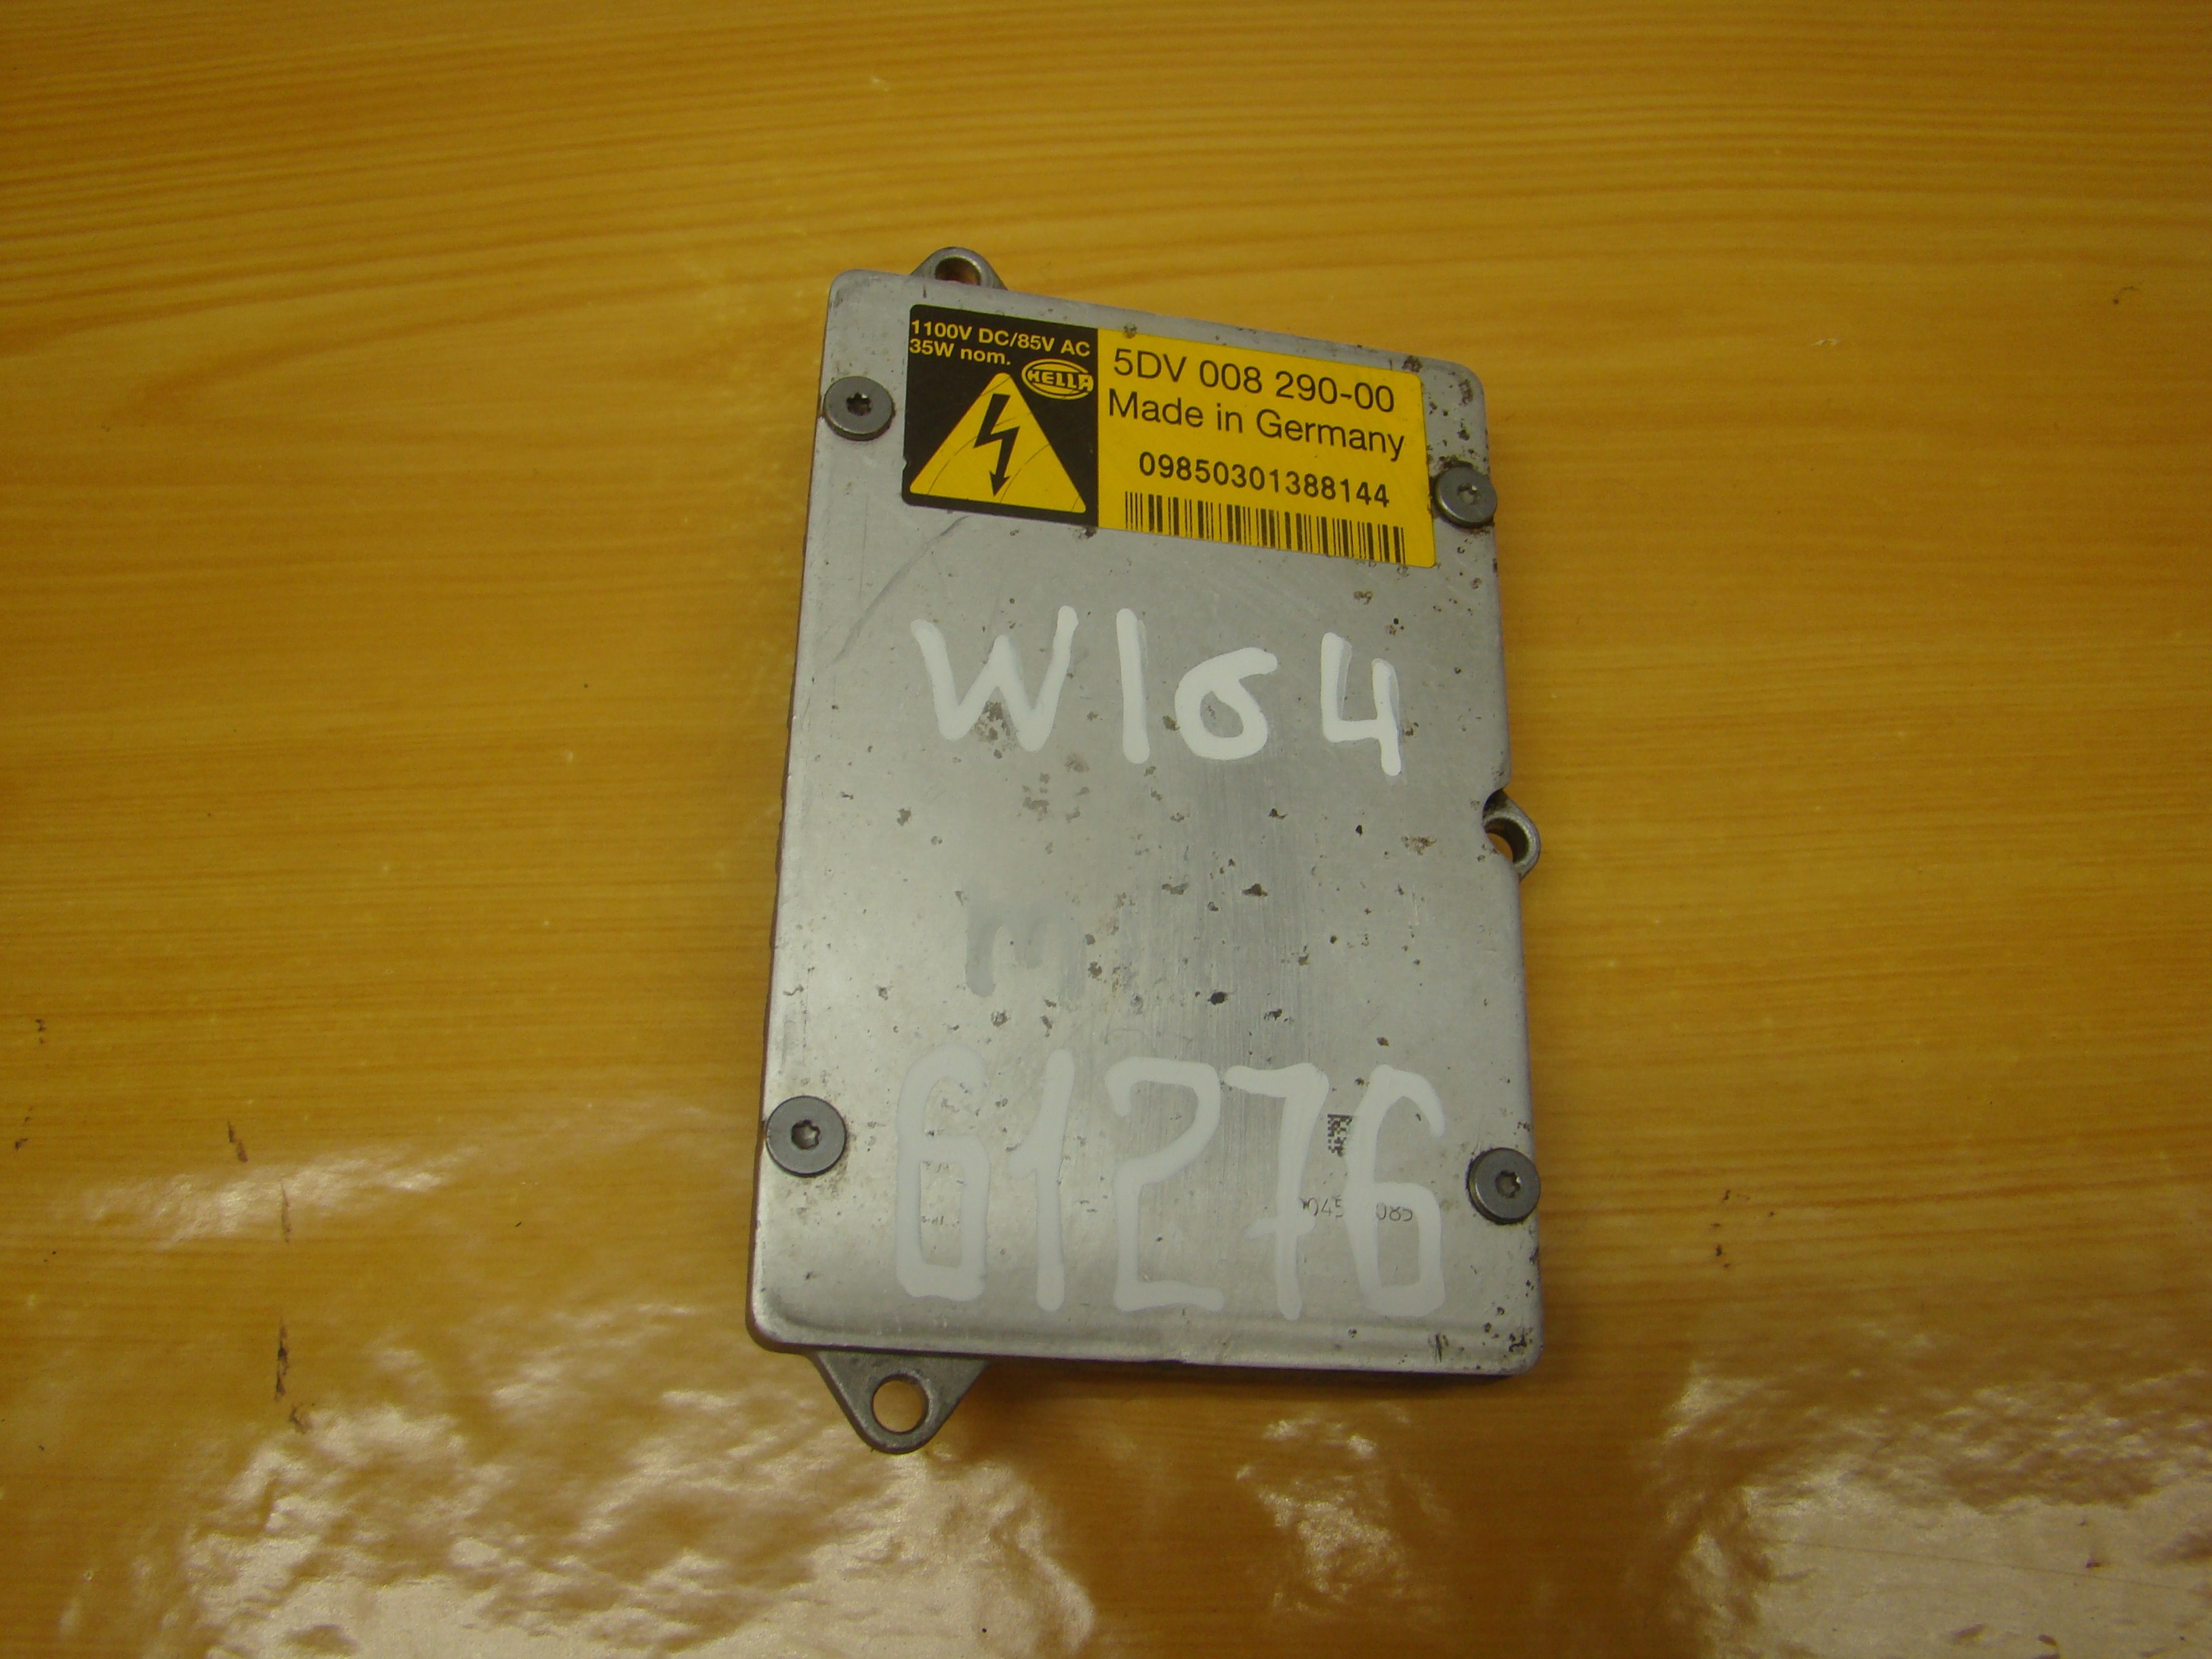 1100V DC/85V AC
35W nom.
HELLA
5DV 008 290-00
Made in Germany
09850301388144
W164
61276